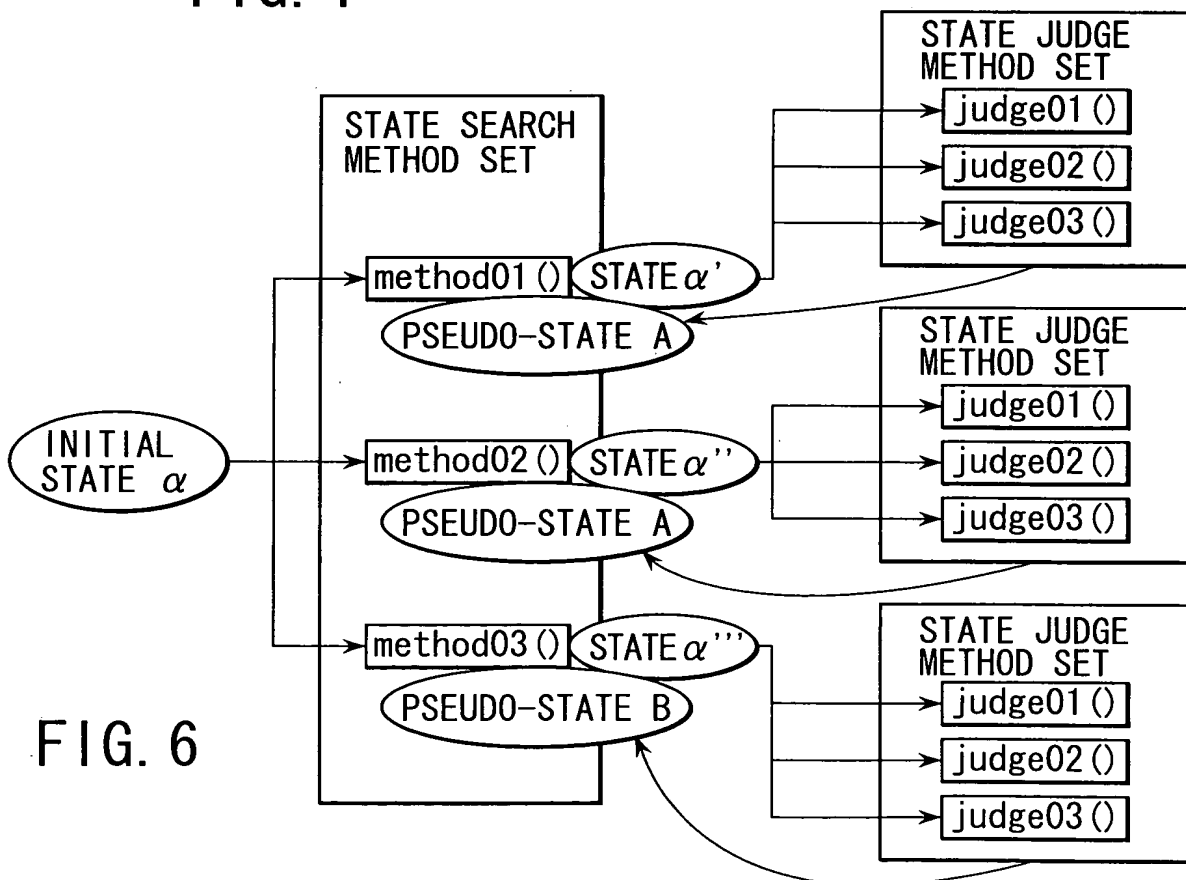 STATE SEARCH
METHOD SET
method01()
STATE α'
PSEUDO-STATE A
method02()
STATE α''
PSEUDO-STATE A
method03()
STATE α'''
PSEUDO-STATE B
INITIAL
STATE α
STATE JUDGE
METHOD SET
judge01()
judge02()
judge03()
STATE JUDGE
METHOD SET
judge01()
judge02()
judge03()
STATE JUDGE
METHOD SET
judge01()
judge02()
judge03()
FIG. 6